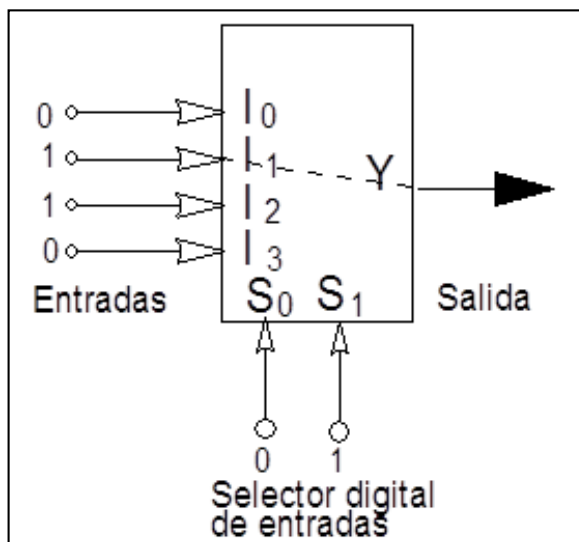 0 I0
1 I1 Y
1 I2
0 I3
Entradas S0 S1 Salida
0 1
Selector digital
de entradas